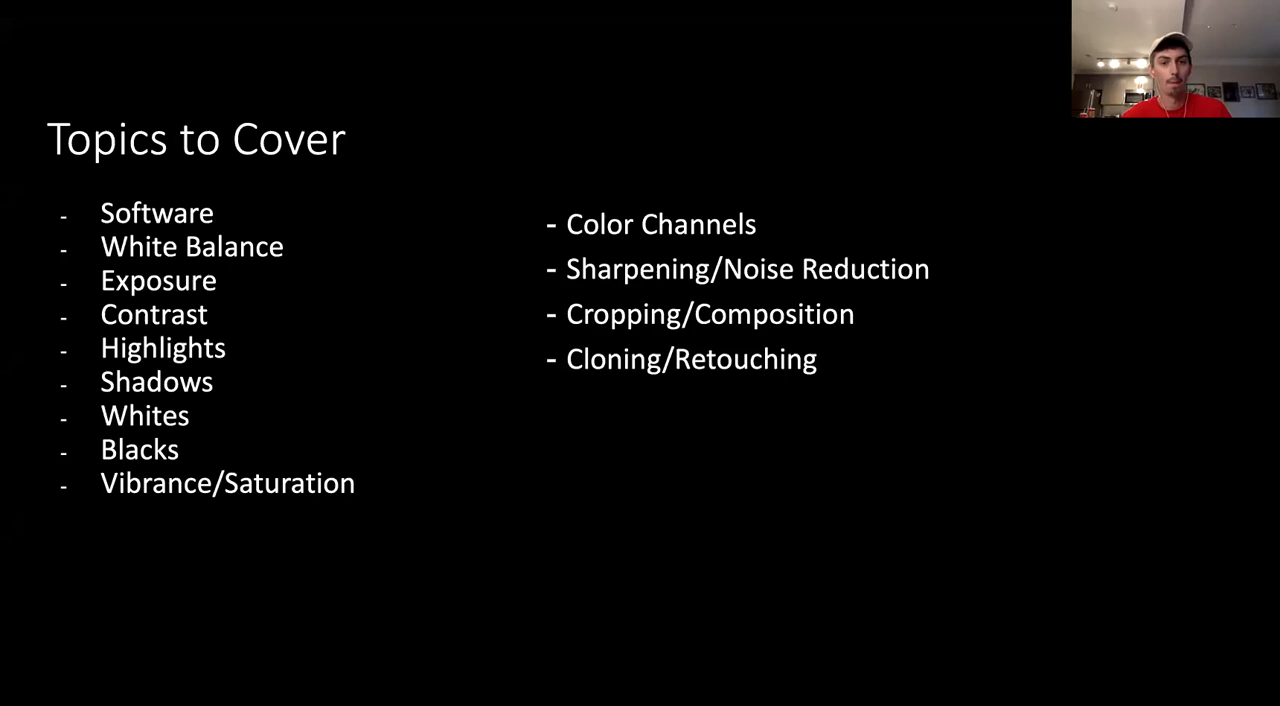 Topics to Cover
- Software
- White Balance
- Exposure
- Contrast
- Highlights
- Shadows
- Whites
- Blacks
- Vibrance/Saturation
- Color Channels
- Sharpening/Noise Reduction
- Cropping/Composition
- Cloning/Retouching